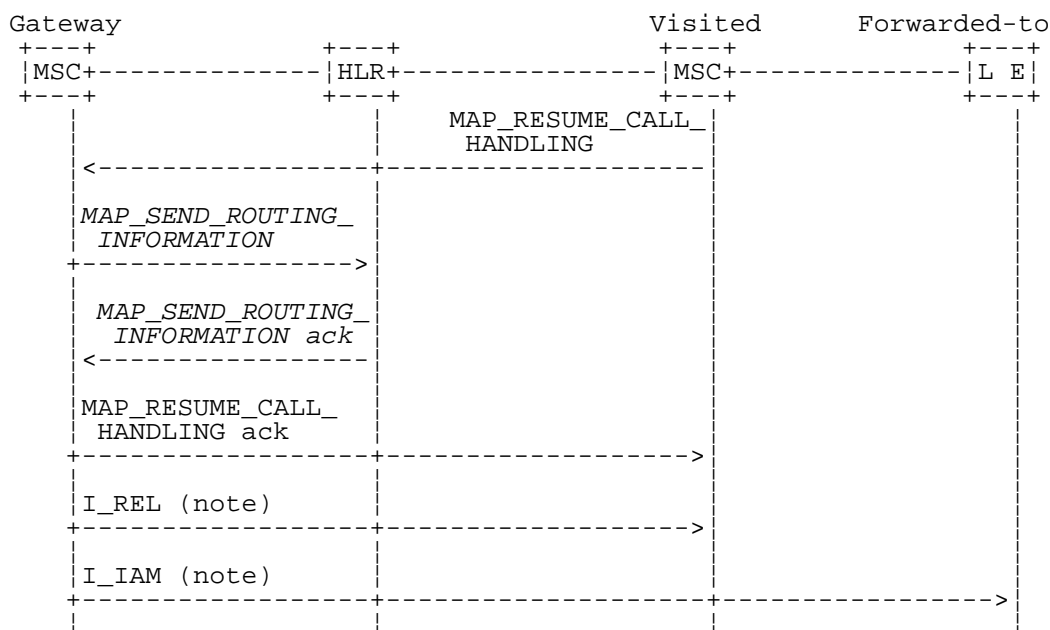 Gateway Visited Forwarded-to
MSC HLR MSC L E
MAP_RESUME_CALL_
HANDLING
MAP_SEND_ROUTING_
INFORMATION
MAP_SEND_ROUTING_
INFORMATION ack
MAP_RESUME_CALL_
HANDLING ack
I_REL (note)
I_IAM (note)